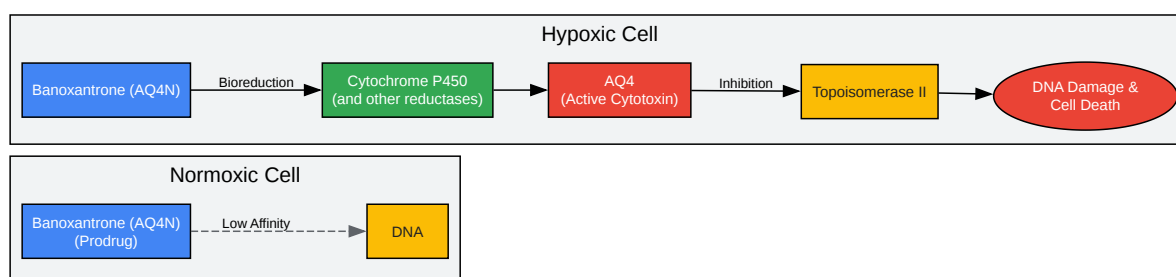 Hypoxic Cell
Banoxantrone (AQ4N)
Bioreduction
Cytochrome P450
(and other reductases)
AQ4
(Active Cytotoxin)
Inhibition
Topoisomerase II
DNA Damage &
Cell Death
Normoxic Cell
Banoxantrone (AQ4N)
(Prodrug)
Low Affinity
DNA